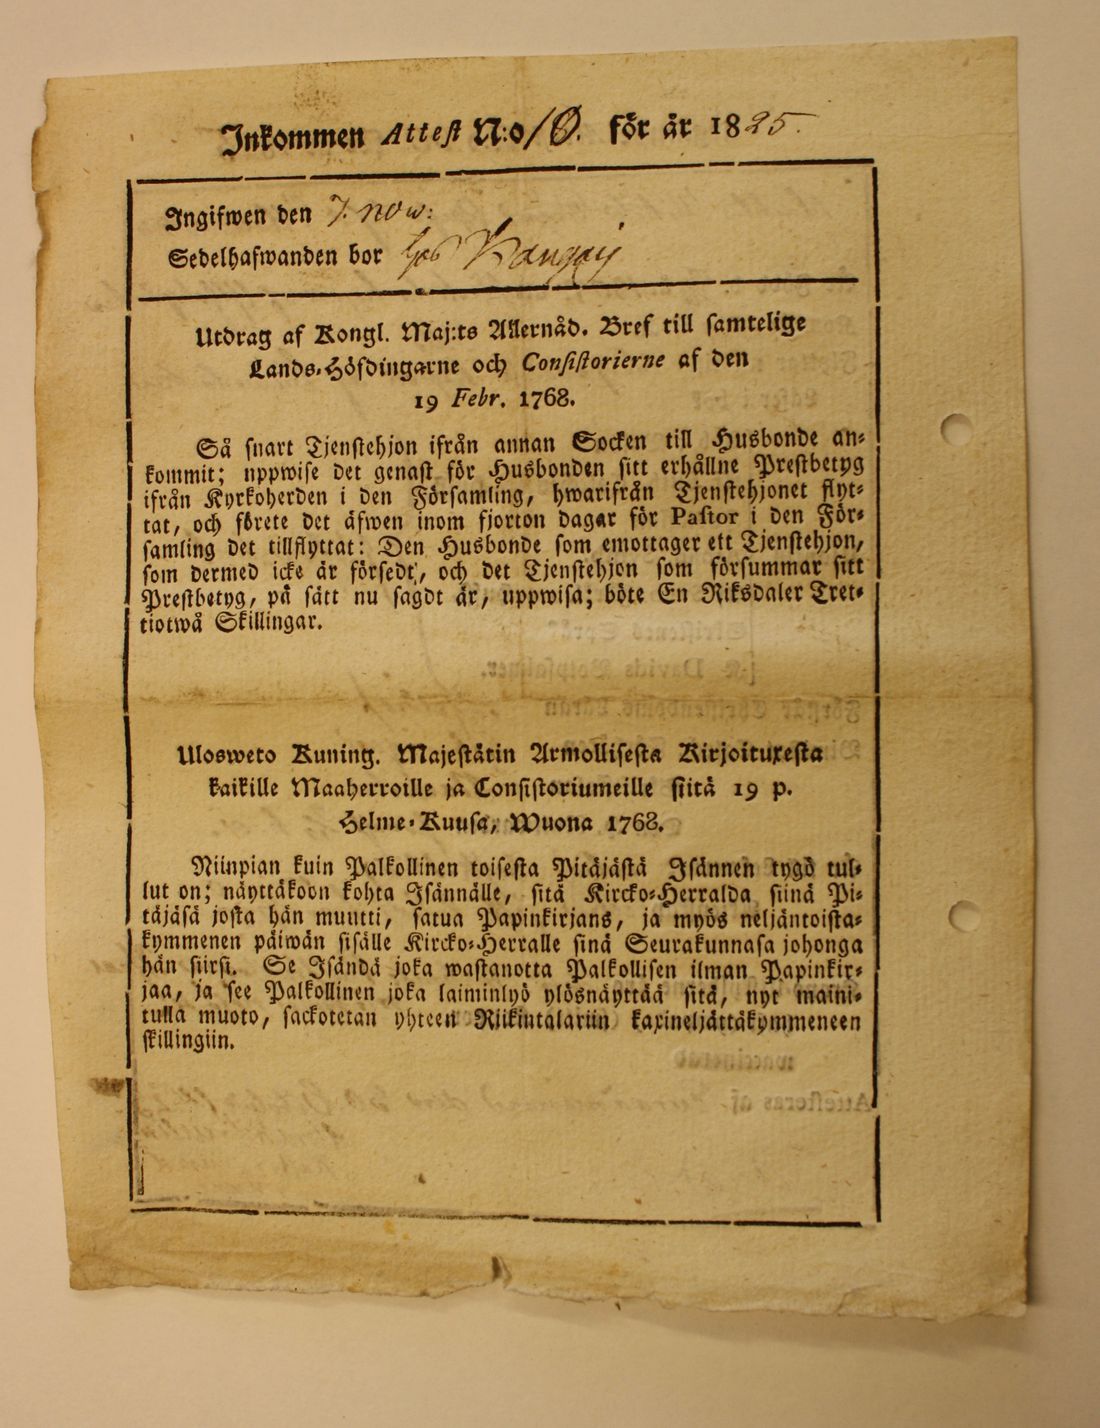 Inkommen Attest N:o 10. för år 1825.
Ingifwen den 7. now:
Sedelhafwanden bor hos Kangaij
Utdrag af Kongl. Maj:ts Allernåd. Bref till samtelige
Lands-Höfdingarne och Consistorierne af den
19 Febr. 1768.
Så snart Tjenstehjon ifrån annan Socken till Husbonde an-
kommit; uppwise det genast för Husbonden sitt erhållne Prestbetyg
ifrån Kyrkoherden i den Församling, hwarifrån Tjenstehjonet flyt-
tat, och förete det äfwen inom fjorton dagar för Pastor i den För-
samling det tillflyttat: Den Husbonde som emottager ett Tjenstehjon,
som dermed icke är försedt, och det Tjenstehjon som försummar sitt
Prestbetyg, på sätt nu sagdt är, uppwisa; böte En Riksdaler Tret-
tiotwå Skillingar.
Ulosweto Kuning. Majestätin Armollisesta Kirjoituxesta
kaikille Maaherroille ja Consistoriumeille siitä 19 p.
Helme-Kuusa, Wuona 1768.
Niinpian kuin Palkollinen toisesta Pitäjästä Isännen tygö tul-
lut on; näyttäkoon kohta Isännälle, sitä Kircko-Herralda siinä Pi-
täjäsä josta hän muutti, satua Papinkirjans, ja myös neljäntoista-
kymmenen päiwän sisälle Kircko-Herralle sinä Seurakunnasa johonga
hän siirsi. Se Isändä joka wastanotta Palkollisen ilman Papinkir-
jaa, ja see Palkollinen joka laiminlyö ylösnäyttää sitä, nyt maini-
tulla muoto, sackotetan yhteen Riikintalariin kaxineljättäkymmeneen
skillingiin.